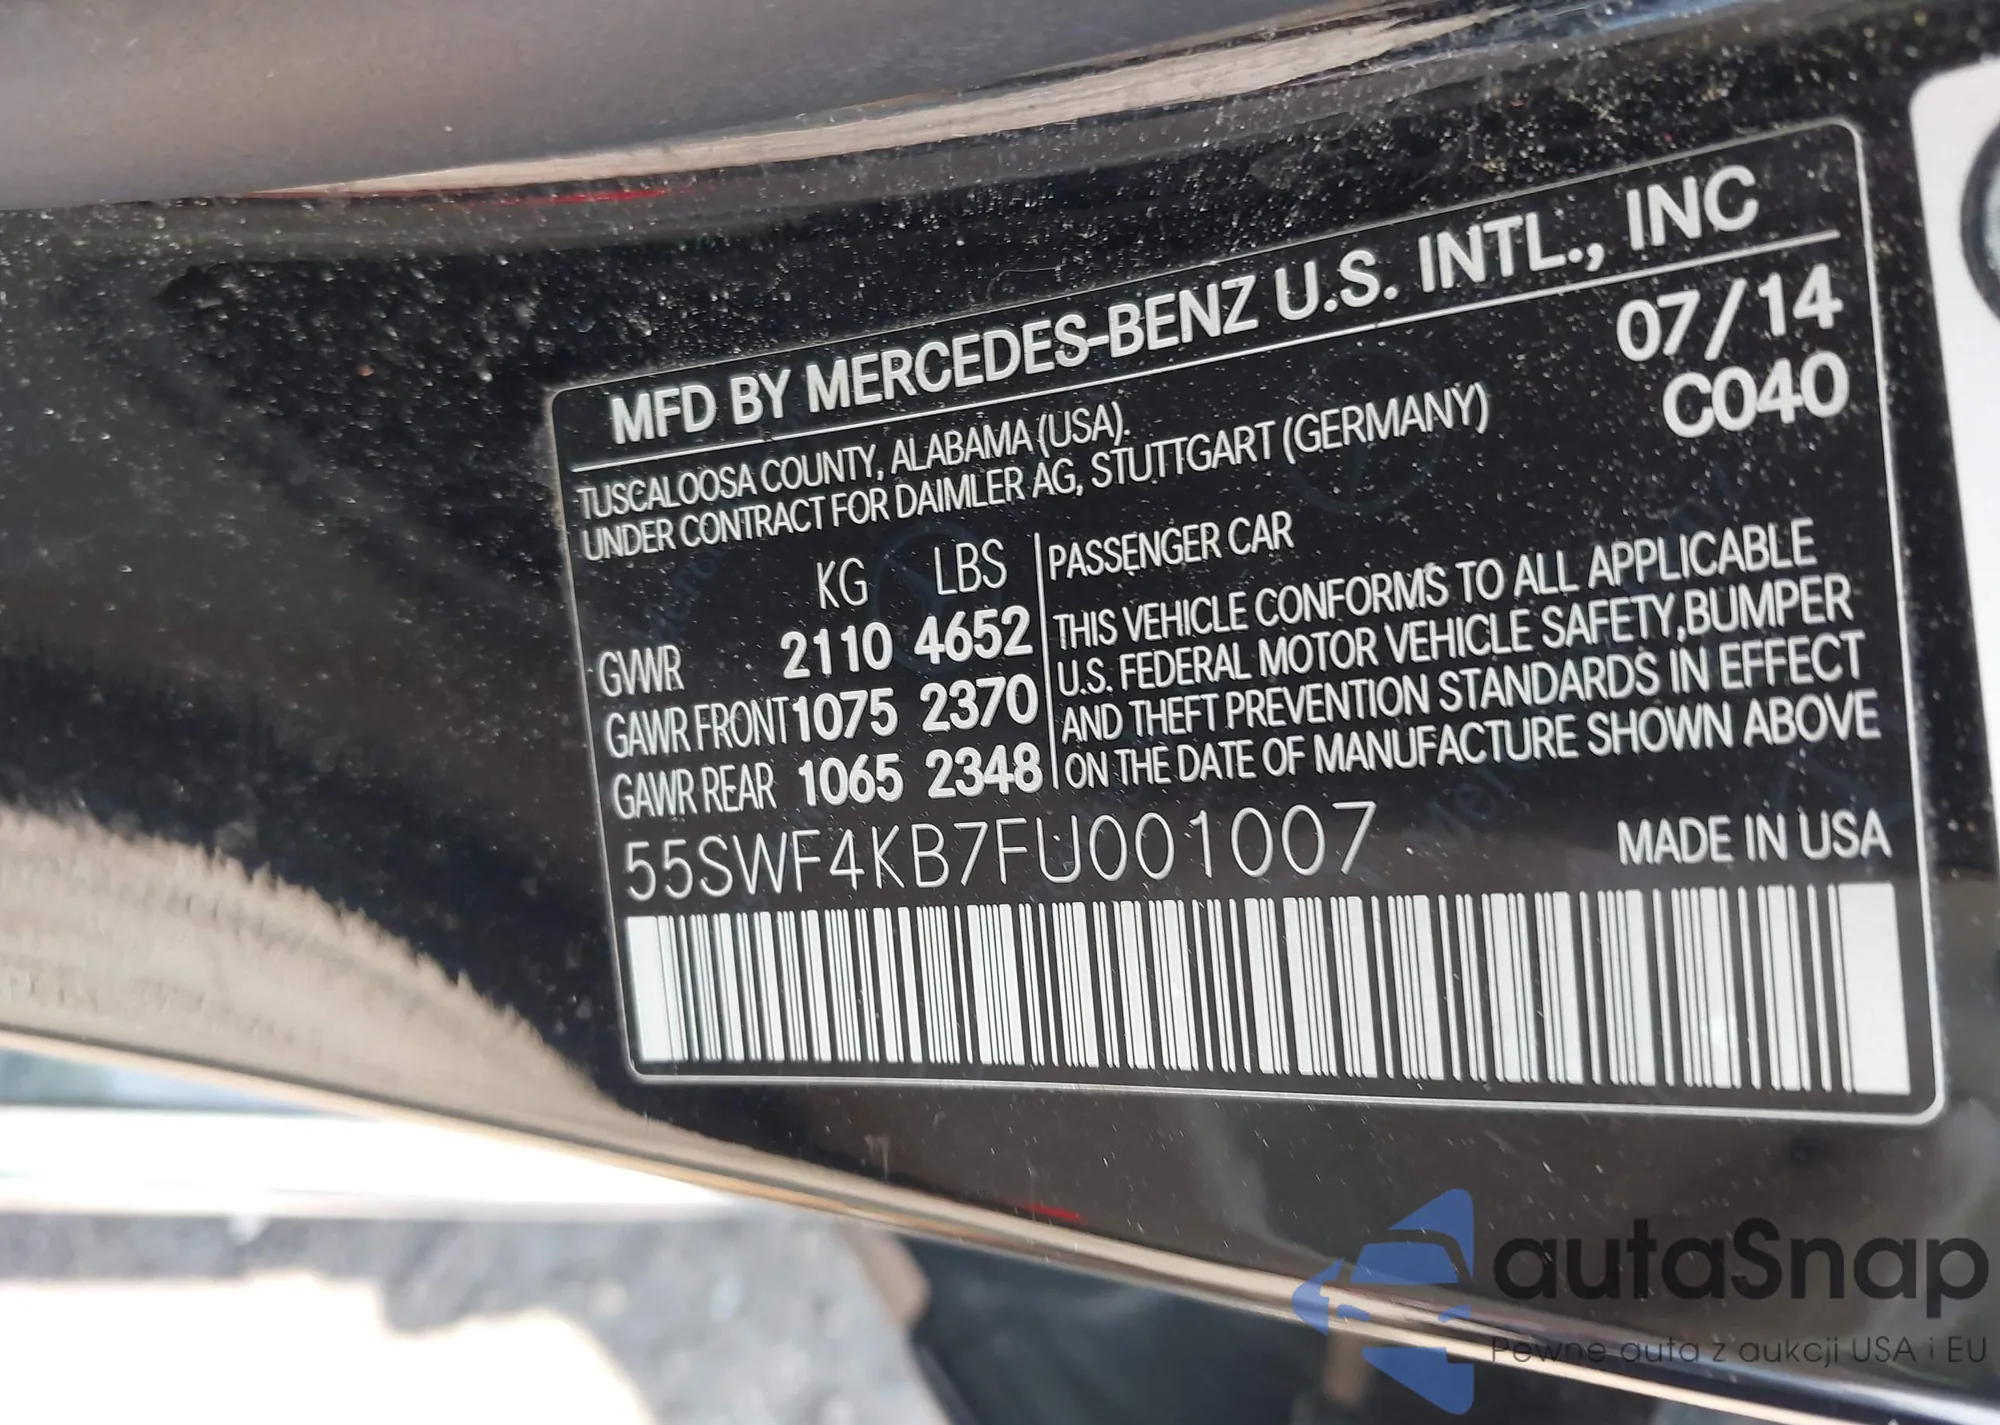 MFD BY MERCEDES-BENZ U.S. INTL., INC
07/14
TUSCALOOSA COUNTY, ALABAMA (USA).
C040
UNDER CONTRACT FOR DAIMLER AG, STUTTGART (GERMANY)
KG LBS
GVWR 2110 4652
GAWR FRONT 1075 2370
GAWR REAR 1065 2348
PASSENGER CAR
THIS VEHICLE CONFORMS TO ALL APPLICABLE
U.S. FEDERAL MOTOR VEHICLE SAFETY,BUMPER
AND THEFT PREVENTION STANDARDS IN EFFECT
ON THE DATE OF MANUFACTURE SHOWN ABOVE
55SWF4KB7FU001007
MADE IN USA
autaSnap
Pewne auta z aukcji USA i EU